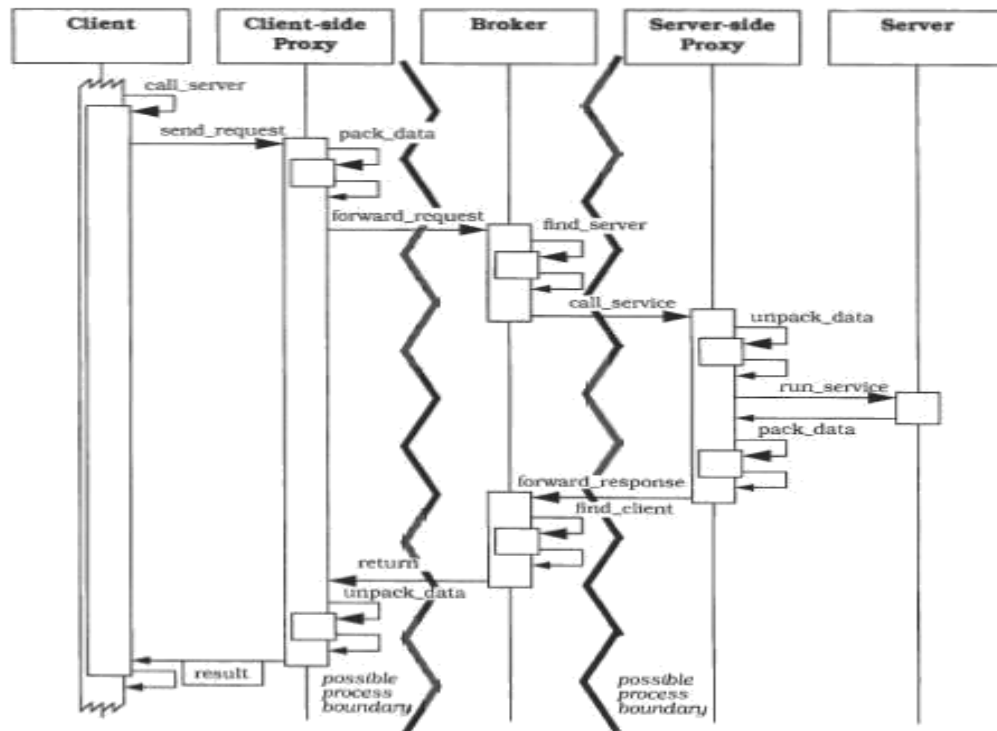 Client
Client-side
Proxy
Broker
Server-side
Proxy
Server
call_server
send_request
pack_data
forward_request
find_server
call_service
unpack_data
run_service
pack_data
forward_response
find_client
return
unpack_data
result
possible
process
boundary
possible
process
boundary